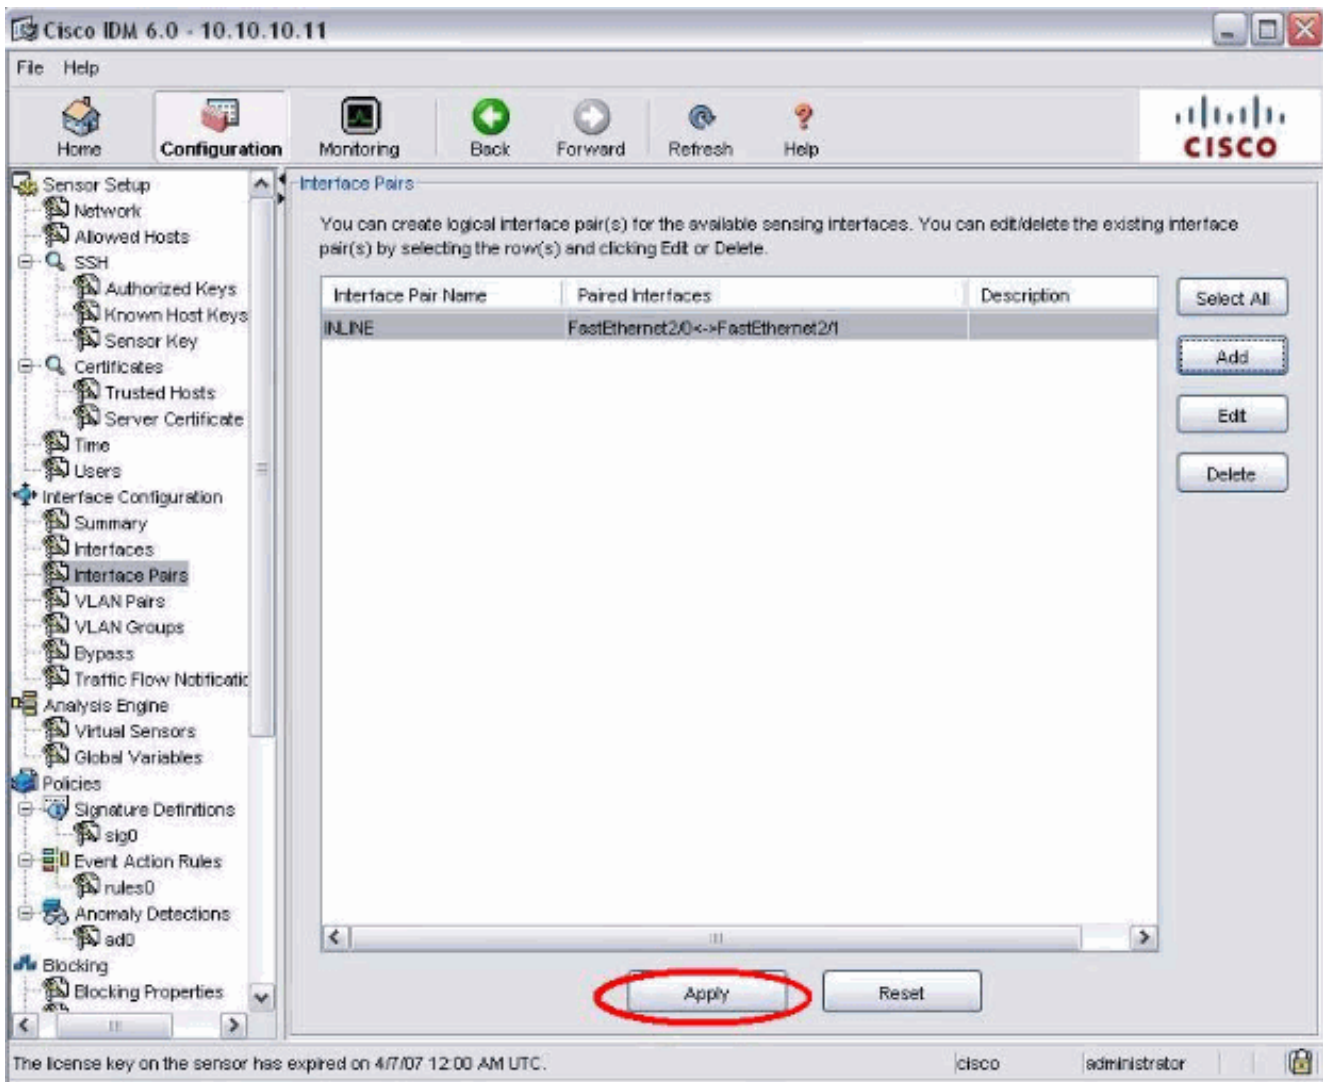 Cisco IDM 6.0 - 10.10.10.11
File Help
Home Configuration Monitoring Back Forward Refresh Help
CISCO
Sensor Setup
Network
Allowed Hosts
SSH
Authorized Keys
Known Host Keys
Sensor Key
Certificates
Trusted Hosts
Server Certificate
Time
Users
Interface Configuration
Summary
Interfaces
Interface Pairs
VLAN Pairs
VLAN Groups
Bypass
Traffic Flow Notificatic
Analysis Engine
Virtual Sensors
Global Variables
Policies
Signature Definitions
sig0
Event Action Rules
rules0
Anomaly Detections
ad0
Blocking
Blocking Properties
Interface Pairs
You can create logical interface pair(s) for the available sensing interfaces. You can edit/delete the existing interface
pair(s) by selecting the row(s) and clicking Edit or Delete.
Interface Pair Name Paired Interfaces Description
INLINE FastEthernet2/0<->FastEthernet2/1
Select All
Add
Edit
Delete
Apply Reset
The license key on the sensor has expired on 4/7/07 12:00 AM UTC. cisco administrator